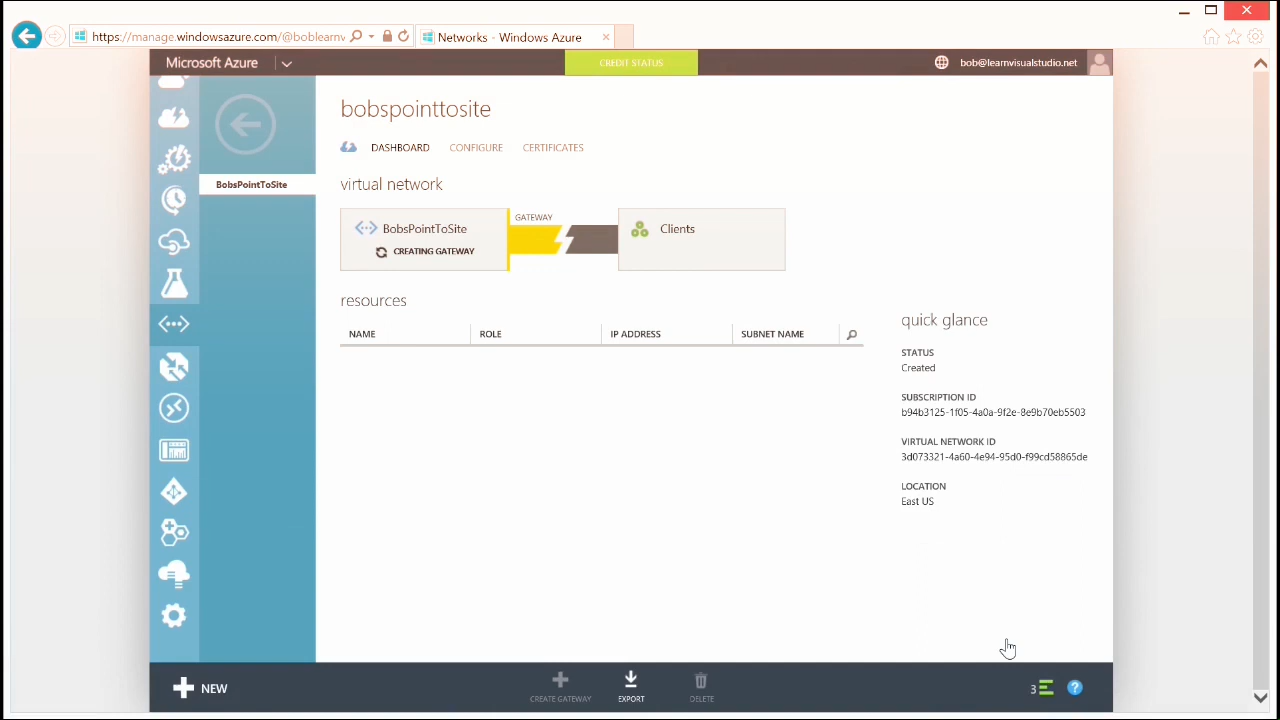 https://manage.windowsazure.com/@boblearnv
Networks - Windows Azure
Microsoft Azure
CREDIT STATUS
bob@learnvisualstudio.net
bobspointtosite
DASHBOARD CONFIGURE CERTIFICATES
BobsPointToSite
virtual network
BobsPointToSite
CREATING GATEWAY
GATEWAY
Clients
resources
NAME ROLE IP ADDRESS SUBNET NAME
quick glance
STATUS
Created
SUBSCRIPTION ID
b94b3125-1f05-4a0a-9f2e-8e9b70eb5503
VIRTUAL NETWORK ID
3d073321-4a60-4e94-95d0-f99cd58865de
LOCATION
East US
NEW
CREATE GATEWAY
EXPORT
DELETE
3
?